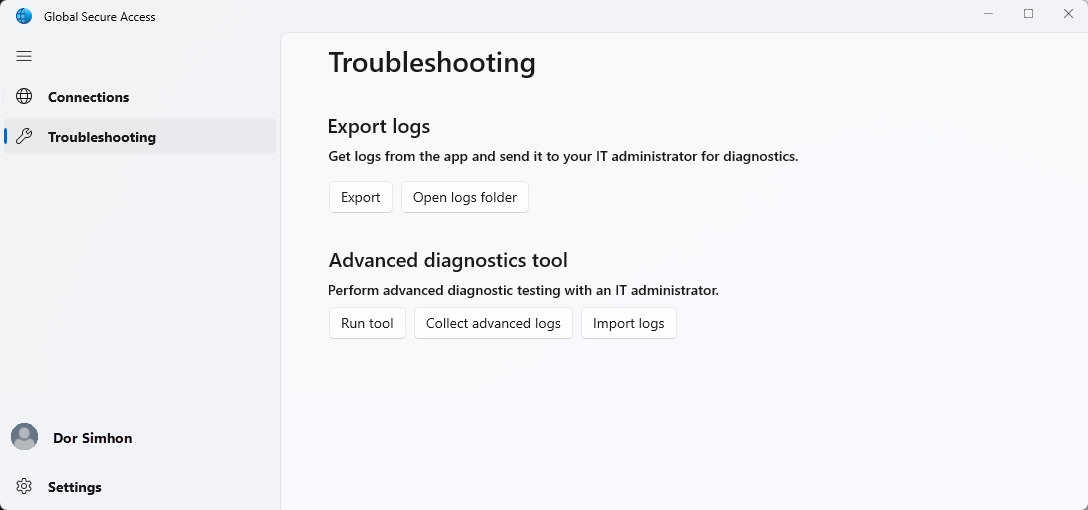 Global Secure Access
Connections
Troubleshooting
Dor Simhon
Settings
Troubleshooting
Export logs
Get logs from the app and send it to your IT administrator for diagnostics.
Export
Open logs folder
Advanced diagnostics tool
Perform advanced diagnostic testing with an IT administrator.
Run tool
Collect advanced logs
Import logs